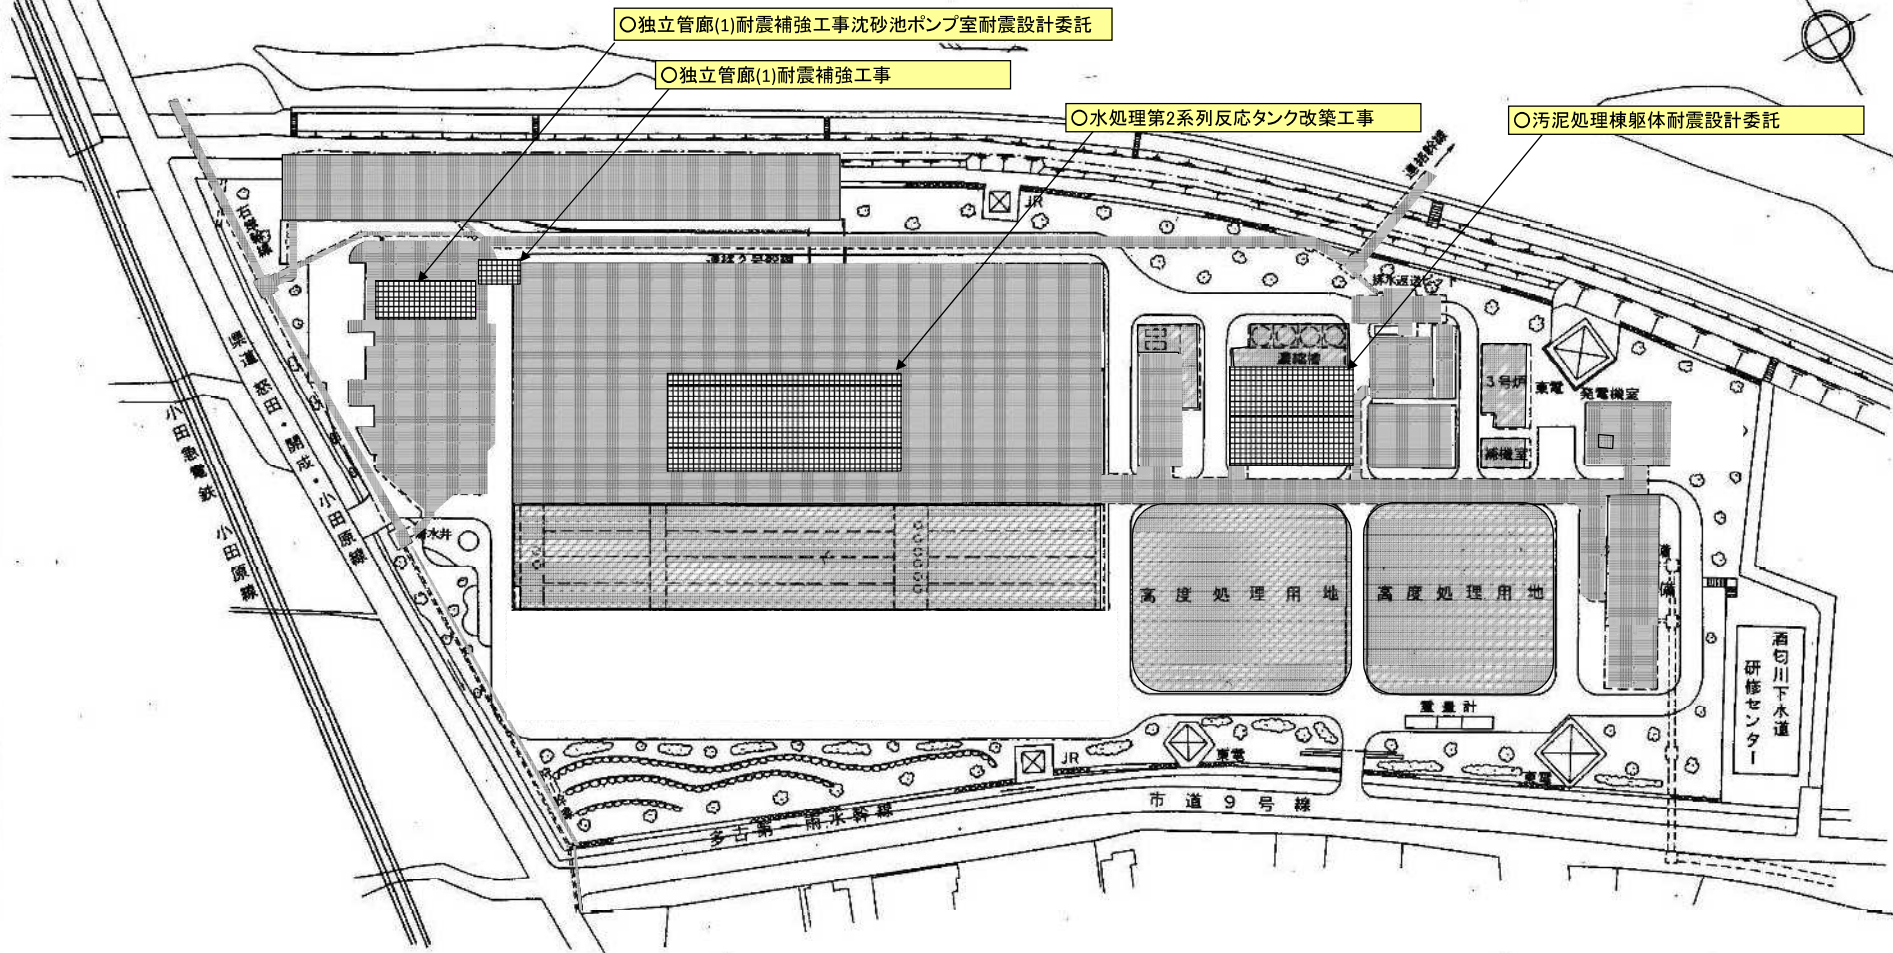 ○独立管廊(1)耐震補強工事沈砂池ポンプ室耐震設計委託
○独立管廊(1)耐震補強工事
○水処理第2系列反応タンク改築工事
○汚泥処理棟躯体耐震設計委託
連絡幹線
JR
排水返送ピット
濃縮槽
3号炉
東電
発電機室
補機室
県道怒田・開成・小田原線
小田急電鉄 小田原線
高度処理用地
高度処理用地
重量計
酒匂川下水道
研修センター
JR
東電
東電
多古第一雨水幹線
市道9号線